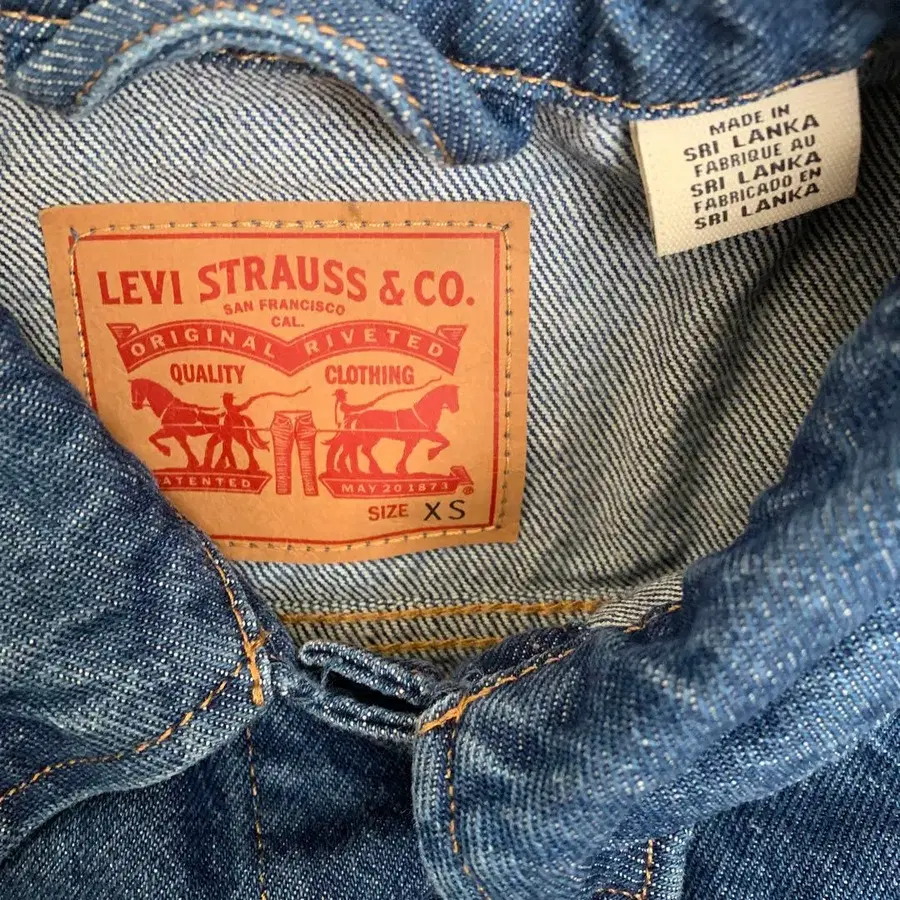 LEVI STRAUSS & CO.
SAN FRANCISCO
CAL.
ORIGINAL RIVETED
QUALITY CLOTHING
PATENTED MAY 20 1873 ®
SIZE XS
MADE IN
SRI LANKA
FABRIQUE AU
SRI LANKA
FABRICADO EN
SRI LANKA